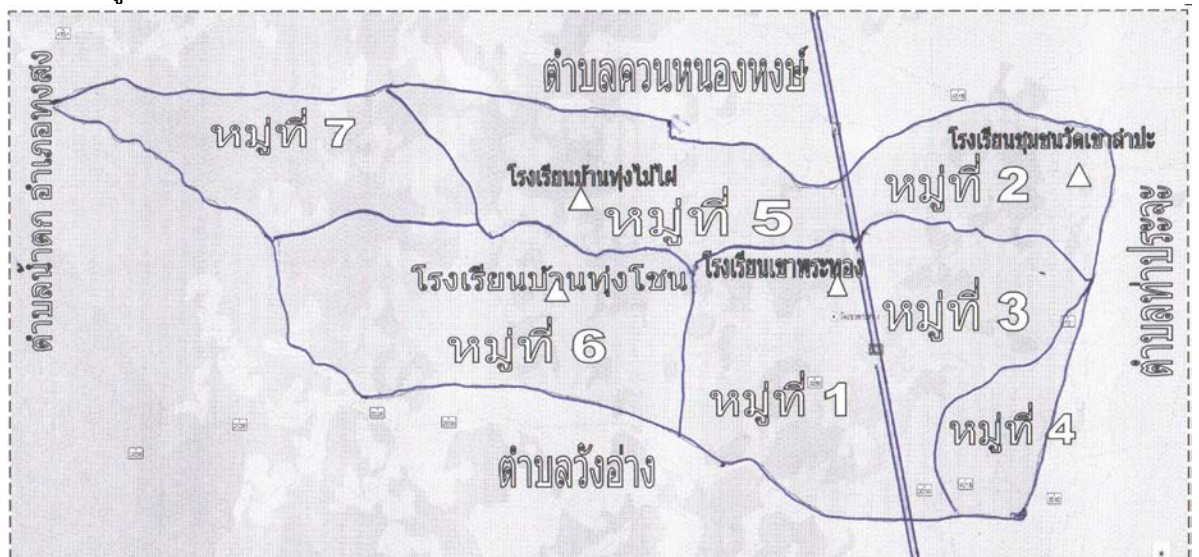 ตำบลควนหนองหงษ์
ตำบลน้ำตก อำเภอทุ่งสง
หมู่ที่ 7
โรงเรียนชุมชนวัดเขาลำปะ
โรงเรียนบ้านทุ่งไม้ไผ่
หมู่ที่ 2
หมู่ที่ 5
ตำบลท่าประจะ
โรงเรียนบ้านทุ่งโชน
โรงเรียนเขาพระทอง
หมู่ที่ 3
หมู่ที่ 6
หมู่ที่ 1
หมู่ที่ 4
ตำบลวังอ่าง